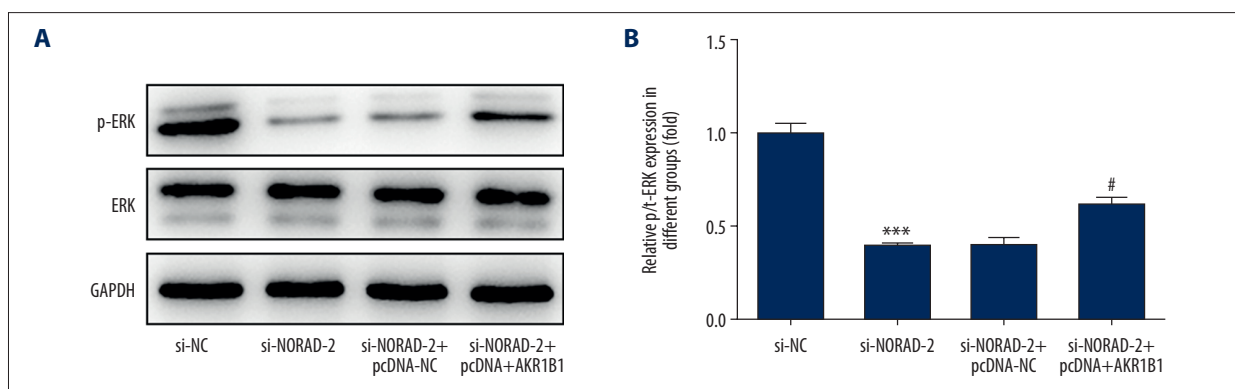 A
p-ERK
ERK
GAPDH
si-NC
si-NORAD-2
si-NORAD-2+
pcDNA-NC
si-NORAD-2+
pcDNA+AKR1B1
B
Relative p/t-ERK expression in
different groups (fold)
1.5
1.0
0.5
0.0
***
#
si-NC
si-NORAD-2
si-NORAD-2+
pcDNA-NC
si-NORAD-2+
pcDNA+AKR1B1